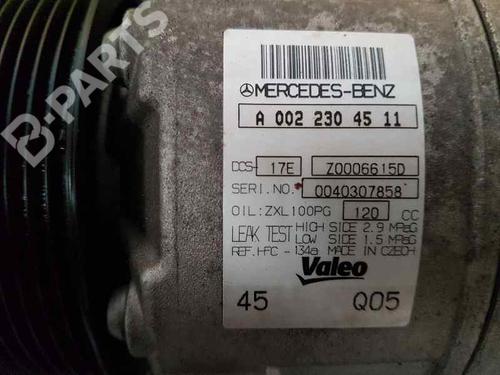 B-PARTS
MERCEDES-BENZ
A 002 230 45 11
DCS- 17E Z0006615D
SERI.NO. 0040307858
OIL:ZXL100PG 120 CC
LEAK TEST HIGH SIDE 2.9 MPaG
LOW SIDE 1.5 MPaG
REF.HFC-134a MADE IN CZECH
Valeo
45 Q05